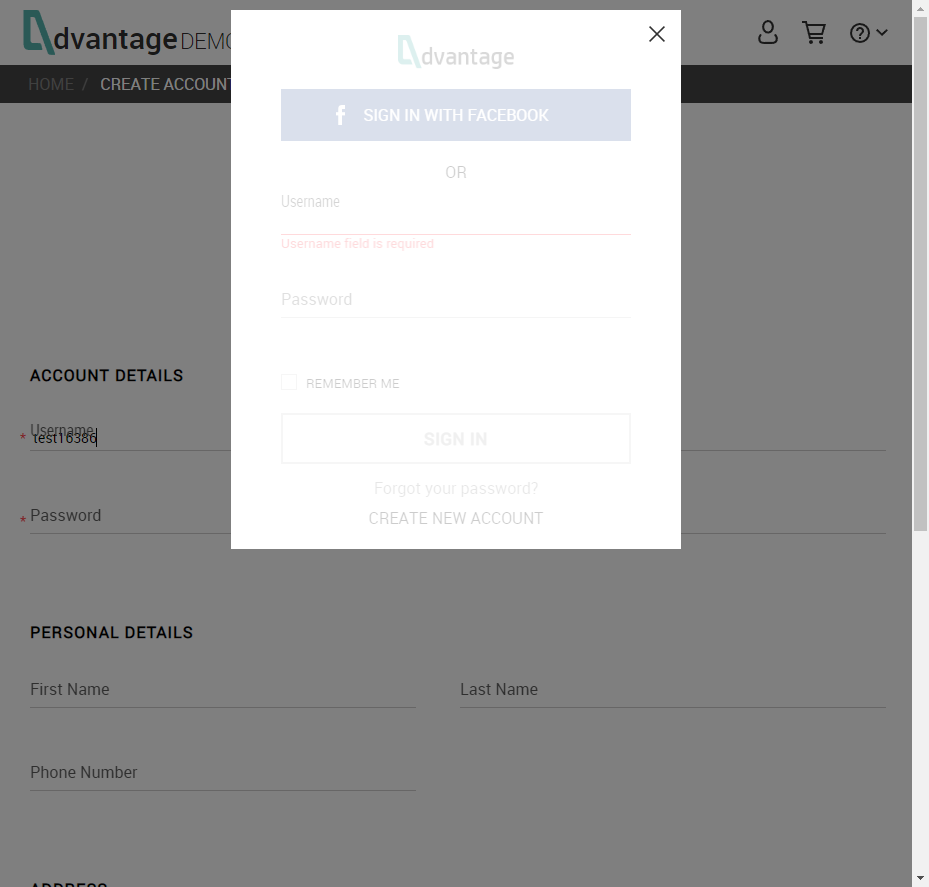 dvantage DEMO
HOME / CREATE ACCOUNT
dvantage
SIGN IN WITH FACEBOOK
OR
Username
Username field is required
Password
REMEMBER ME
SIGN IN
Forgot your password?
CREATE NEW ACCOUNT
ACCOUNT DETAILS
Username
* test16386
* Password
PERSONAL DETAILS
First Name
Last Name
Phone Number
ADDRESS